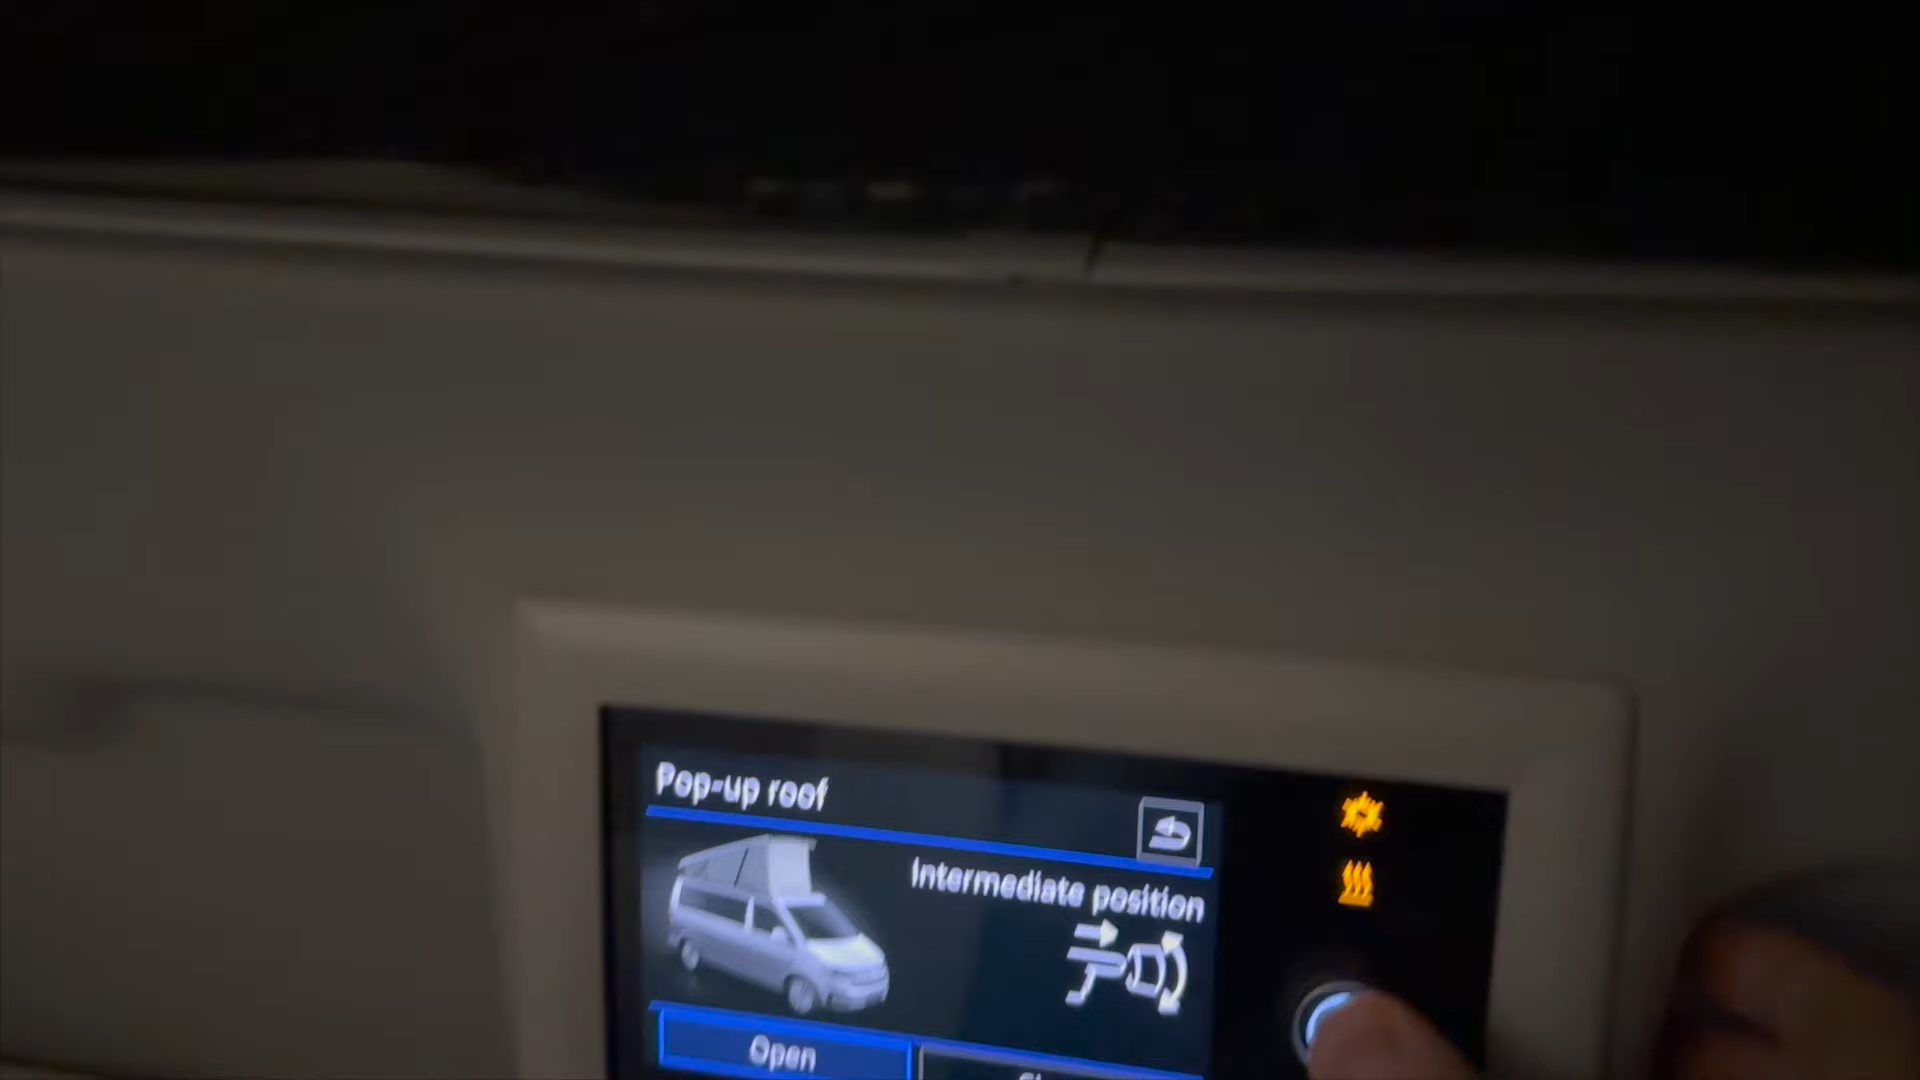 Pop-up roof
Intermediate position
Open